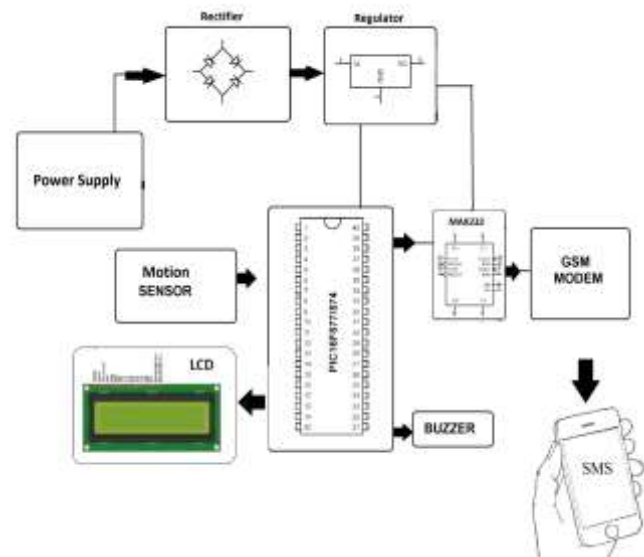 Rectifier
Regulator
Power Supply
MAX232
Motion
SENSOR
GSM
MODEM
PIC16F877/874
LCD
BUZZER
SMS